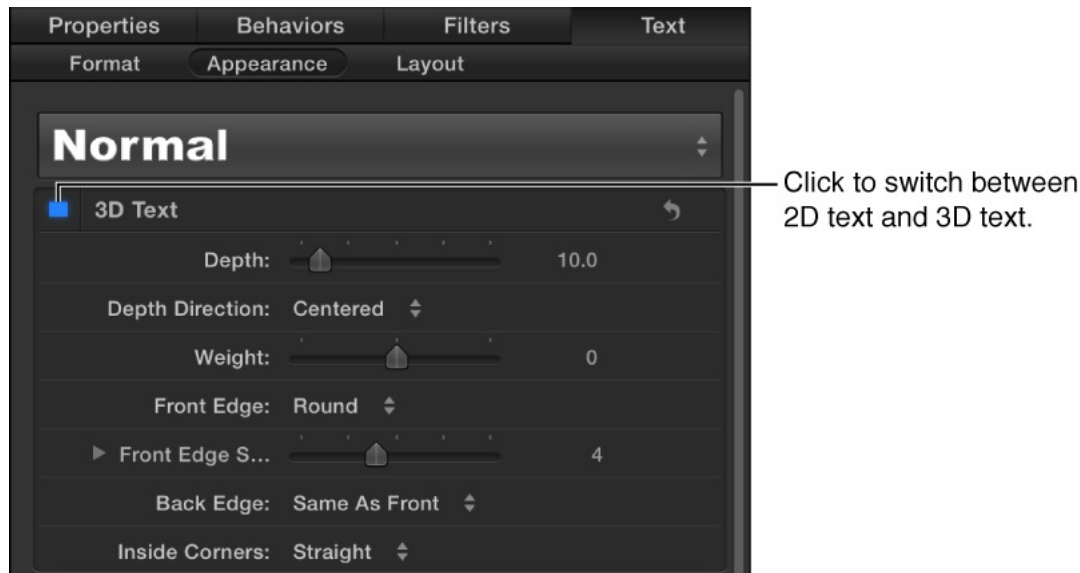 Properties Behaviors Filters Text
Format Appearance Layout
Normal
Click to switch between
2D text and 3D text.
3D Text
Depth: 10.0
Depth Direction: Centered
Weight: 0
Front Edge: Round
Front Edge S... 4
Back Edge: Same As Front
Inside Corners: Straight